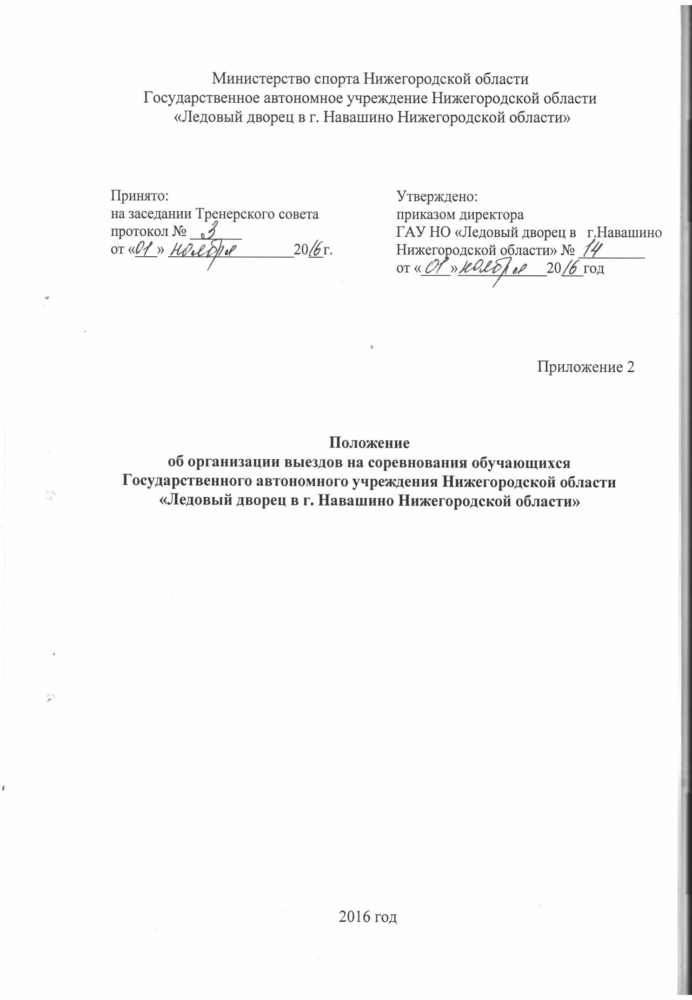 Министерство спорта Нижегородской области
Государственное автономное учреждение Нижегородской области
«Ледовый дворец в г. Навашино Нижегородской области»
Принято:
на заседании Тренерского совета
протокол № 3
от «01» ноября 2016г.
Утверждено:
приказом директора
ГАУ НО «Ледовый дворец в г.Навашино
Нижегородской области» № 14
от «01» ноября 2016 год
Приложение 2
Положение
об организации выездов на соревнования обучающихся
Государственного автономного учреждения Нижегородской области
«Ледовый дворец в г. Навашино Нижегородской области»
2016 год